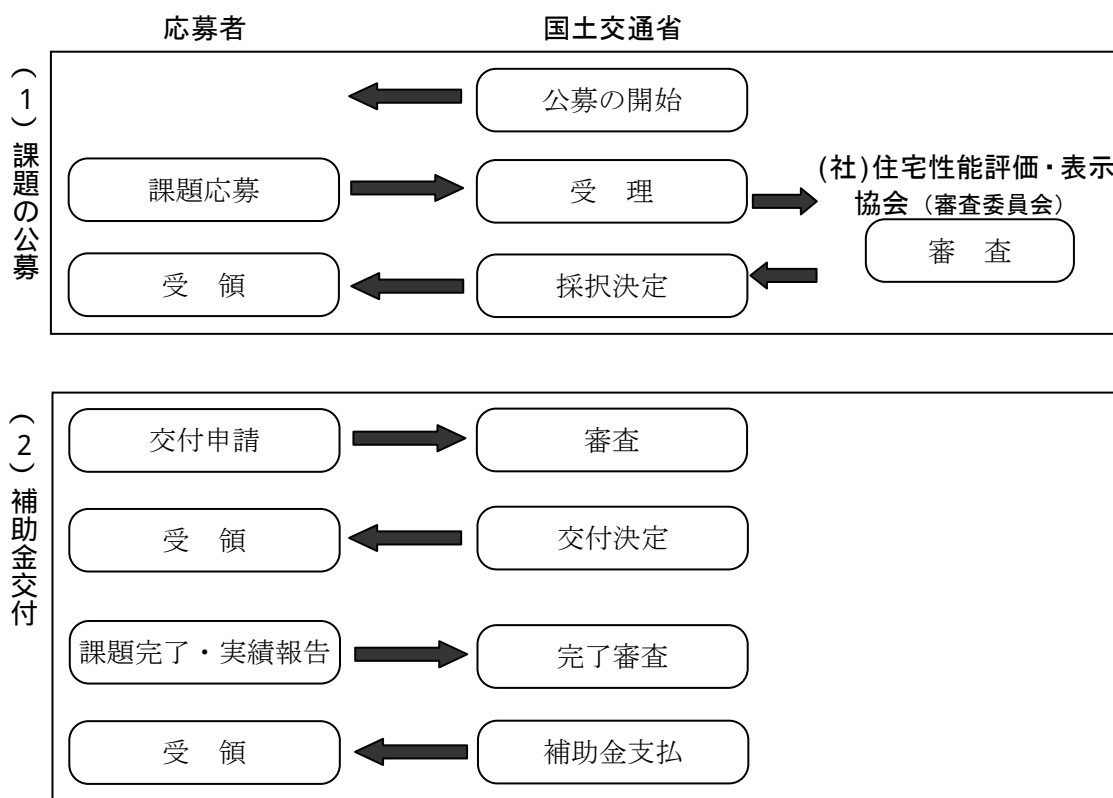 応募者 国土交通省
(1)課題の公募
公募の開始
課題応募 受 理 (社)住宅性能評価・表示
協会(審査委員会)
審 査
受 領 採択決定
(2)補助金交付
交付申請 審査
受 領 交付決定
課題完了・実績報告 完了審査
受 領 補助金支払